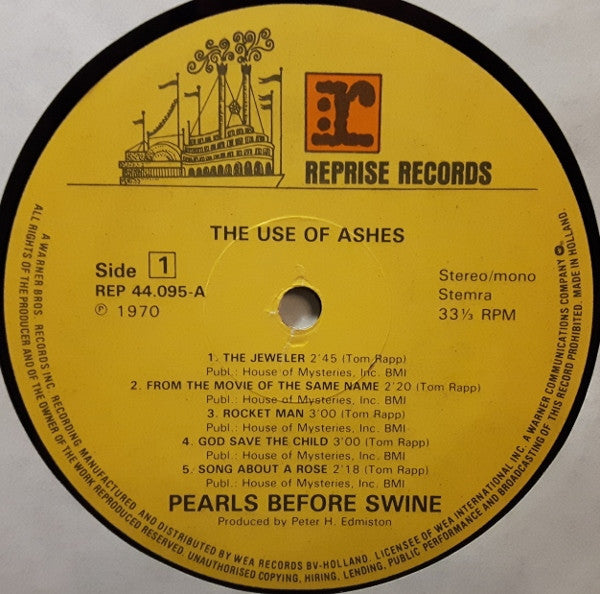 r
REPRISE RECORDS
THE USE OF ASHES
Side 1
REP 44.095-A
℗ 1970
Stereo/mono
Stemra
33⅓ RPM
1. THE JEWELER 2'45 (Tom Rapp)
Publ.: House of Mysteries, Inc. BMI
2. FROM THE MOVIE OF THE SAME NAME 2'20 (Tom Rapp)
Publ.: House of Mysteries, Inc. BMI
3. ROCKET MAN 3'00 (Tom Rapp)
Publ.: House of Mysteries, Inc. BMI
4. GOD SAVE THE CHILD 3'00 (Tom Rapp)
Publ.: House of Mysteries, Inc. BMI
5. SONG ABOUT A ROSE 2'18 (Tom Rapp)
Publ.: House of Mysteries, Inc. BMI
PEARLS BEFORE SWINE
Produced by Peter H. Edmiston
A WARNER BROS. RECORDS INC. RECORDING. MANUFACTURED AND DISTRIBUTED BY WEA RECORDS BV-HOLLAND. LICENSEE OF WEA INTERNATIONAL INC. A WARNER COMMUNICATIONS COMPANY
ALL RIGHTS OF THE PRODUCER AND OF THE OWNER OF THE WORK REPRODUCED RESERVED. UNAUTHORISED COPYING, HIRING, LENDING, PUBLIC PERFORMANCE AND BROADCASTING OF THIS RECORD PROHIBITED. MADE IN HOLLAND.